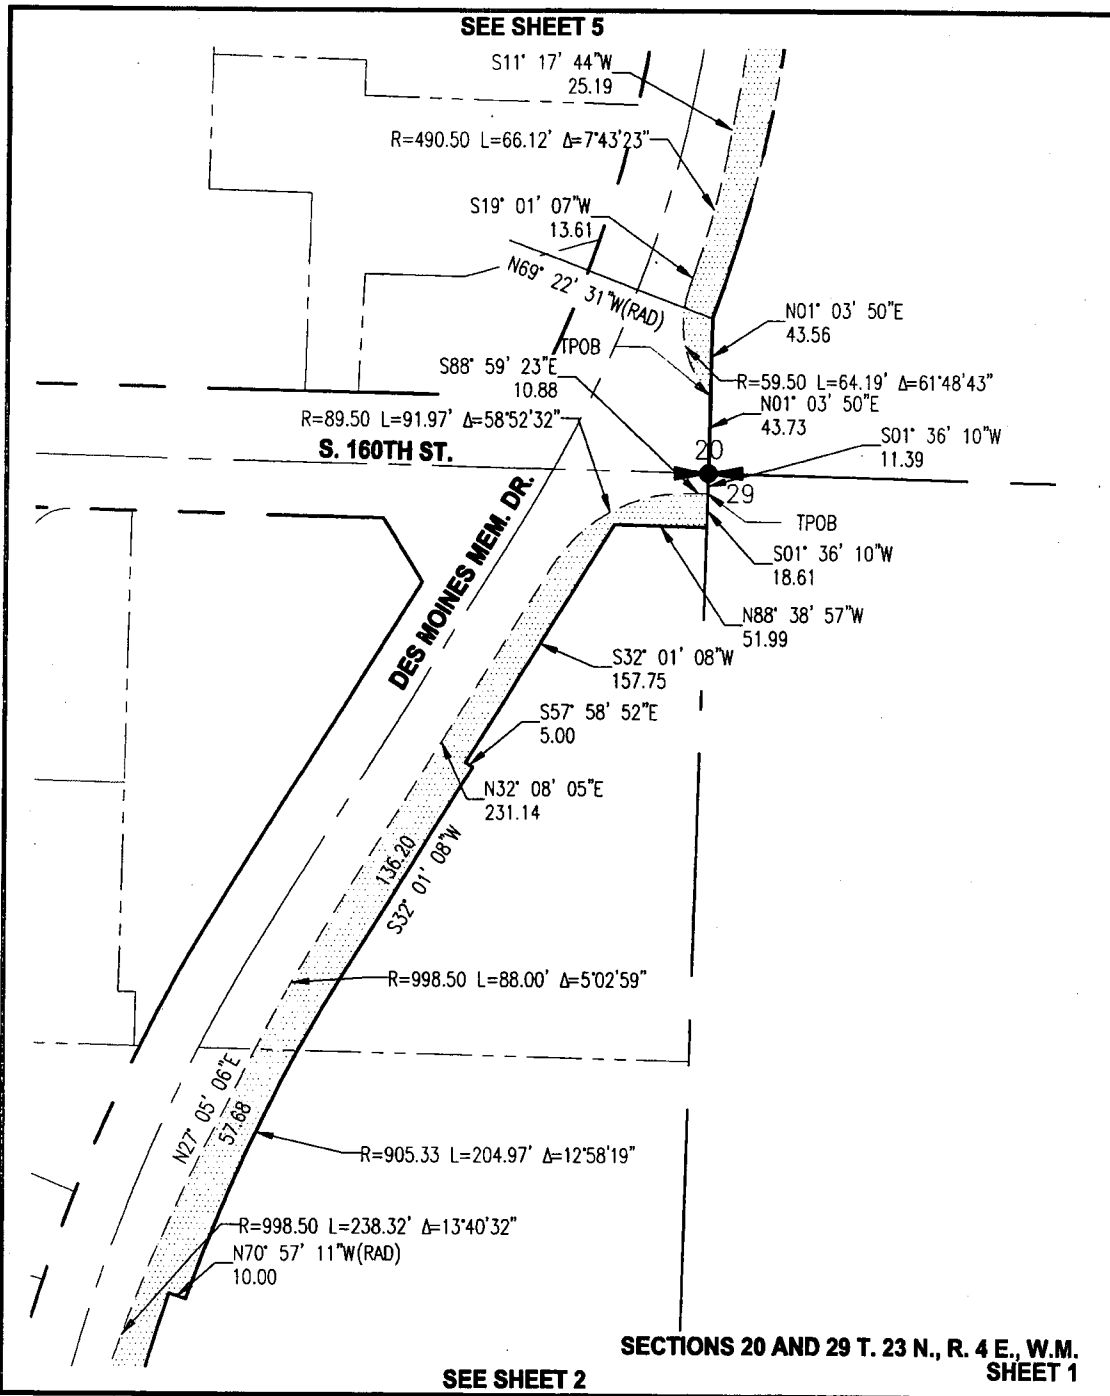 SEE SHEET 5
S11° 17' 44"W
25.19
R=490.50 L=66.12' Δ=7°43'23"
S19° 01' 07"W
13.61
N69° 22' 31"W(RAD)
N01° 03' 50"E
43.56
TPOB
S88° 59' 23"E
10.88
R=59.50 L=64.19' Δ=61°48'43"
N01° 03' 50"E
43.73
R=89.50 L=91.97' Δ=58°52'32"
S. 160TH ST.
20
S01° 36' 10"W
11.39
29
TPOB
DES MOINES MEM. DR.
S01° 36' 10"W
18.61
N88° 38' 57"W
51.99
S32° 01' 08"W
157.75
S57° 58' 52"E
5.00
N32° 08' 05"E
231.14
136.20
S32° 01' 08"W
R=998.50 L=88.00' Δ=5°02'59"
N27° 05' 06"E
57.68
R=905.33 L=204.97' Δ=12°58'19"
R=998.50 L=238.32' Δ=13°40'32"
N70° 57' 11"W(RAD)
10.00
SECTIONS 20 AND 29 T. 23 N., R. 4 E., W.M.
SHEET 1
SEE SHEET 2